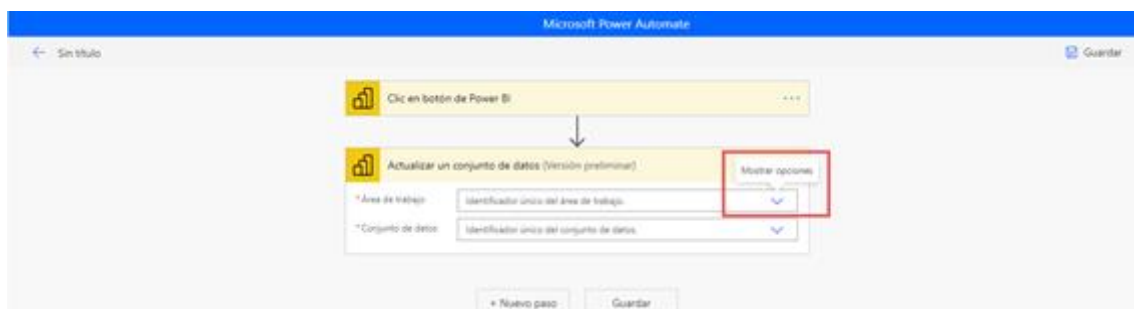 Microsoft Power Automate
Sin título
Guardar
Clic en botón de Power BI
Actualizar un conjunto de datos (Versión preliminar)
Mostrar opciones
* Área de trabajo
Identificador único del área de trabajo.
* Conjunto de datos
Identificador único del conjunto de datos.
+ Nuevo paso
Guardar